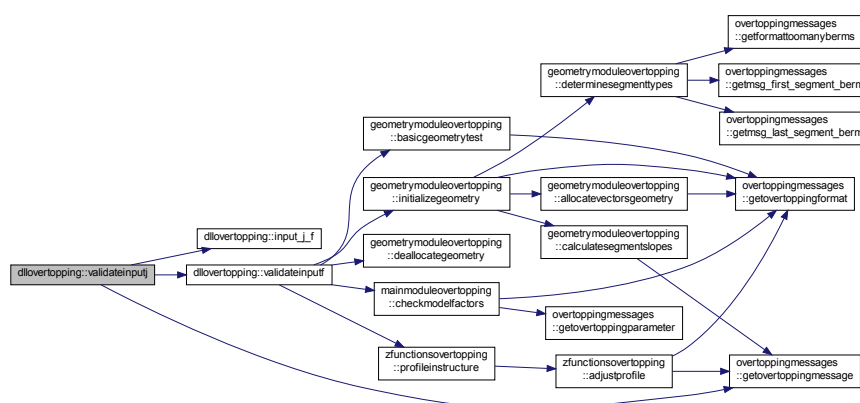 overtoppingmessages
::getformattoomanyberms
geometrymoduleovertopping
::determinesegmenttypes
overtoppingmessages
::getmsg_first_segment_berm
overtoppingmessages
::getmsg_last_segment_berm
geometrymoduleovertopping
::basicgeometrytest
geometrymoduleovertopping
::initializegeometry
geometrymoduleovertopping
::allocatevectorsgeometry
overtoppingmessages
::getovertoppingformat
dllovertopping::input_j_f
geometrymoduleovertopping
::deallocategeometry
geometrymoduleovertopping
::calculatesegmentslopes
dllovertopping::validateinputj
dllovertopping::validateinputf
mainmoduleovertopping
::checkmodelfactors
overtoppingmessages
::getovertoppingparameter
zfunctionsovertopping
::profileinstructure
zfunctionsovertopping
::adjustprofile
overtoppingmessages
::getovertoppingmessage